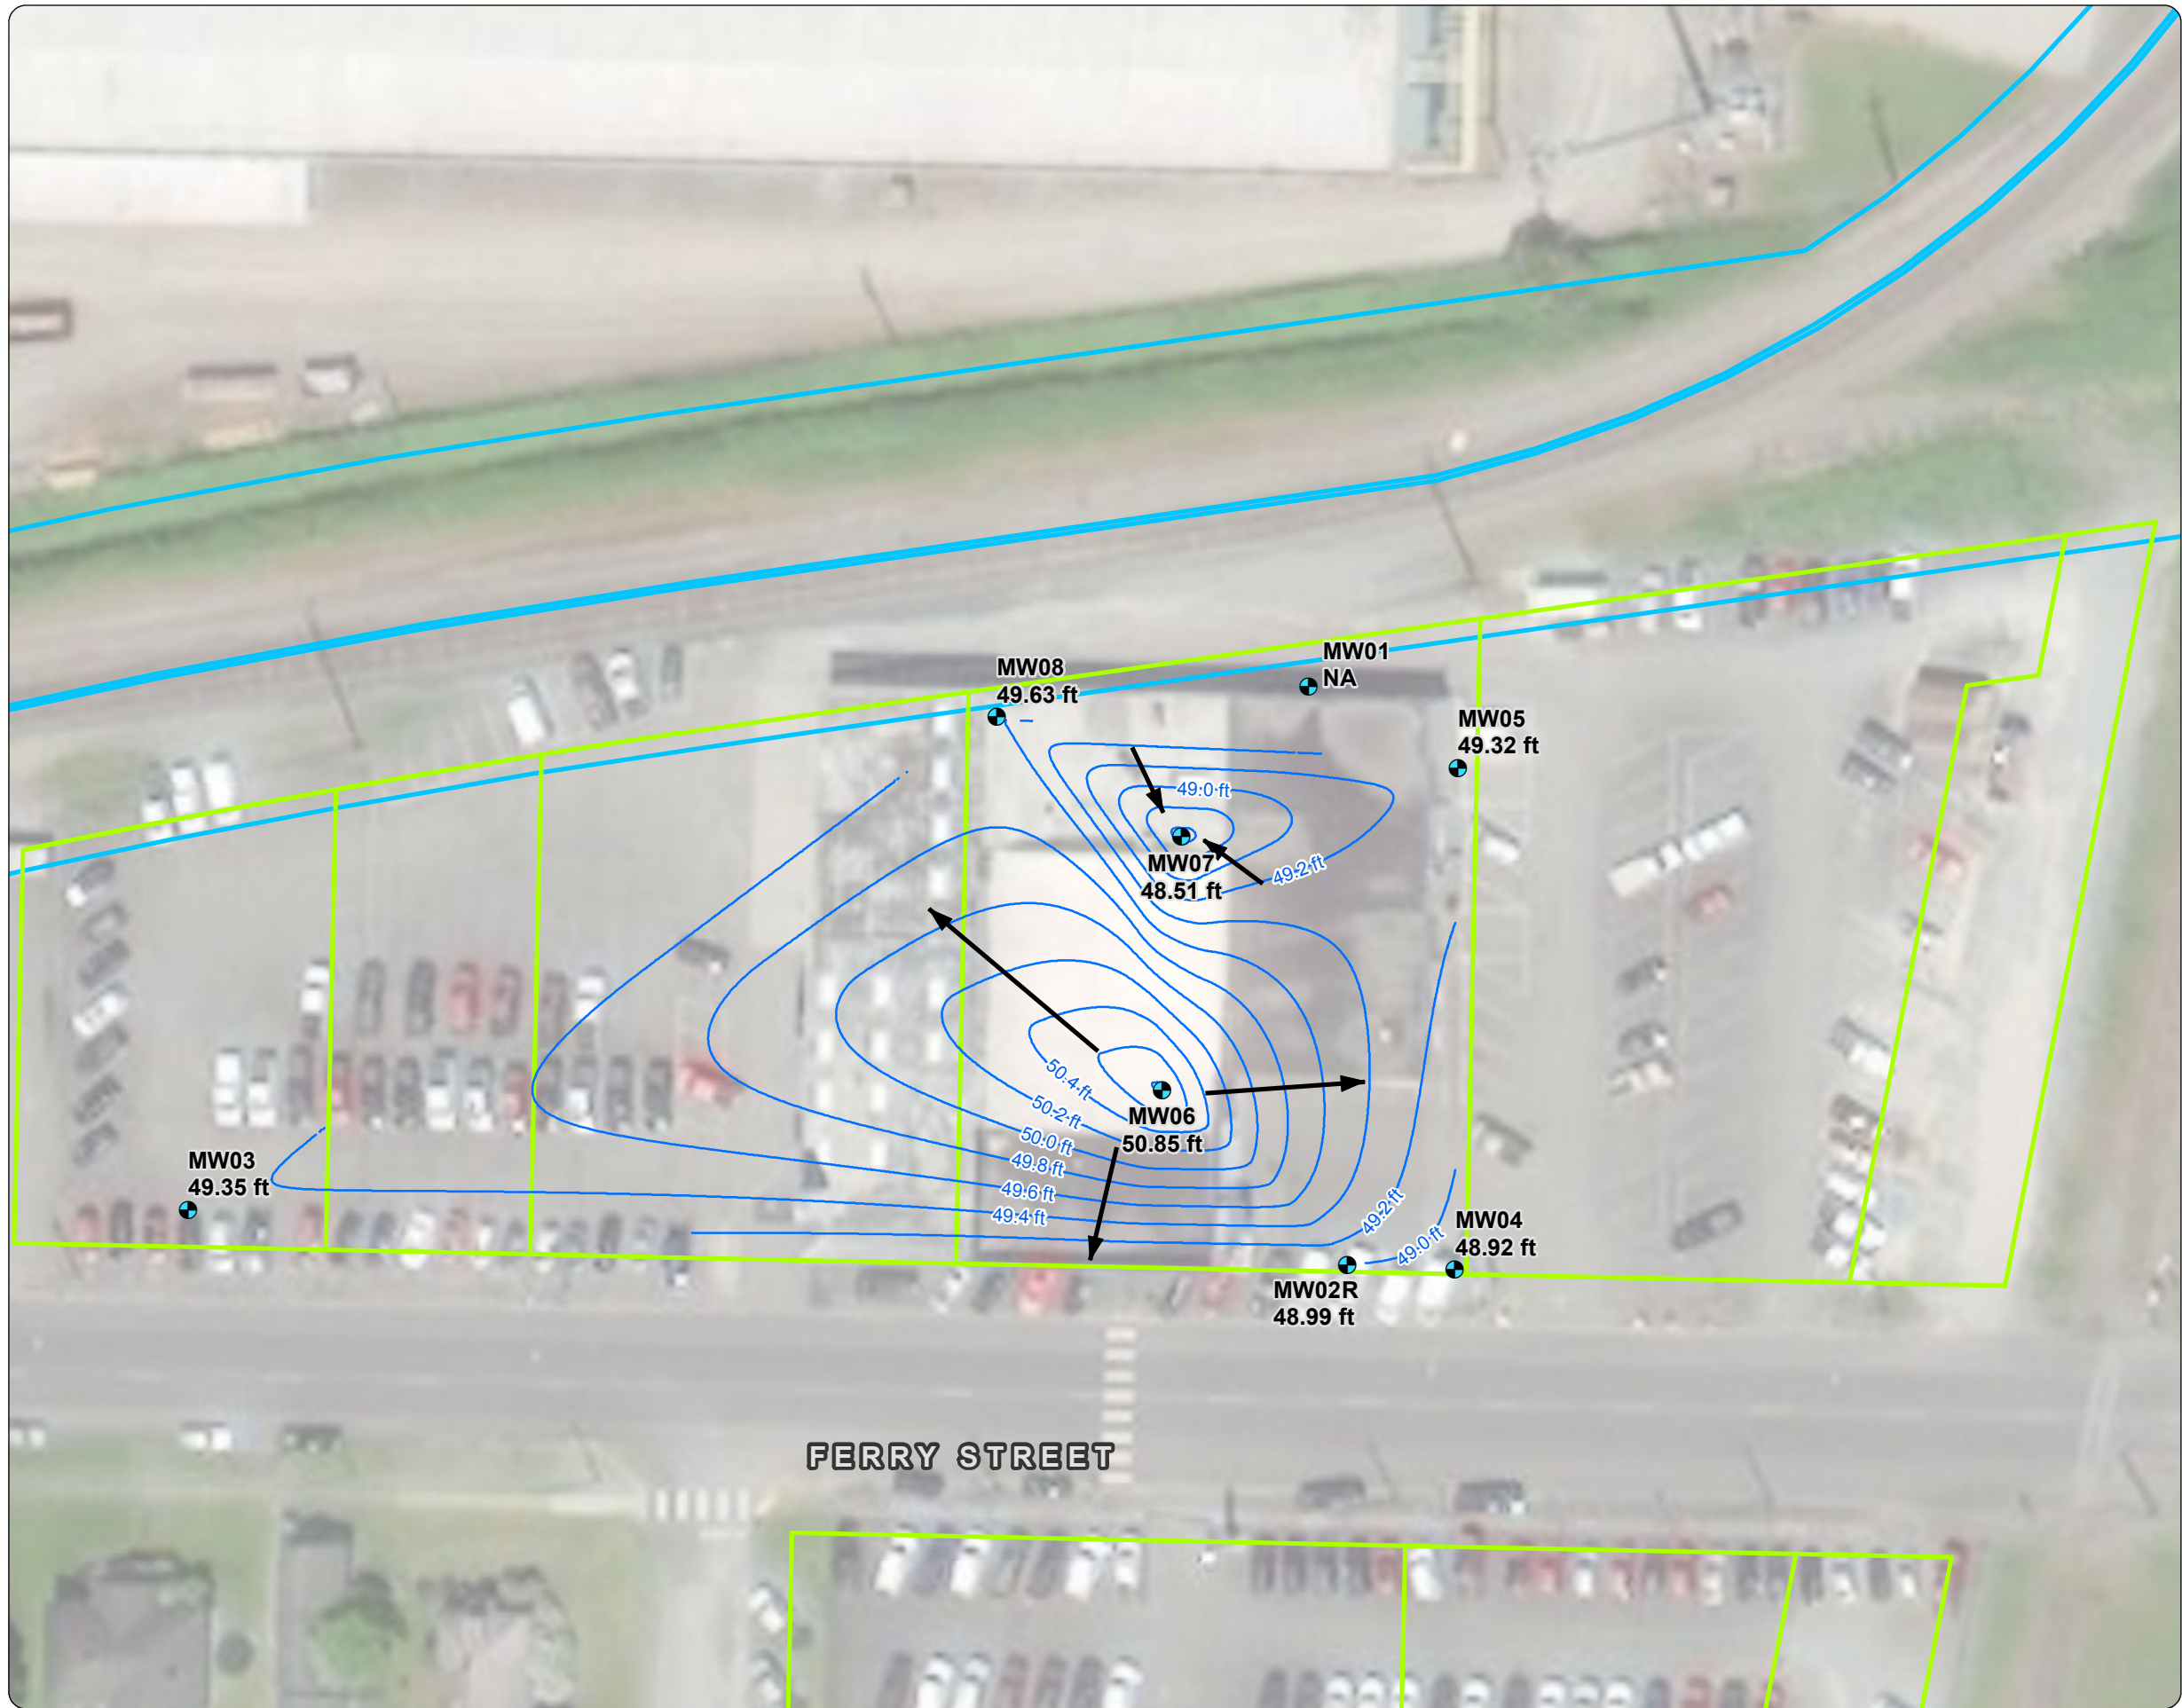 MW01
NA
MW08
49.63 ft
MW05
49.32 ft
49.0 ft
MW07
48.51 ft
49.2 ft
50.4 ft
50.2 ft
50.0 ft
49.8 ft
49.6 ft
49.4 ft
MW06
50.85 ft
MW03
49.35 ft
49.2 ft
49.0 ft
MW04
48.92 ft
MW02R
48.99 ft
FERRY STREET